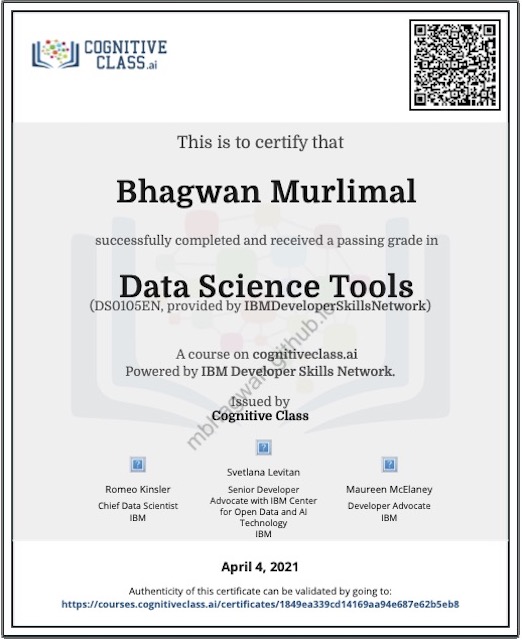 COGNITIVE
CLASS.ai
This is to certify that
Bhagwan Murlimal
successfully completed and received a passing grade in
Data Science Tools
(DS0105EN, provided by IBMDeveloperSkillsNetwork)
A course on cognitiveclass.ai
Powered by IBM Developer Skills Network.
Issued by
Cognitive Class
mbhagwan.github.io
Romeo Kinsler
Chief Data Scientist
IBM
Svetlana Levitan
Senior Developer
Advocate with IBM Center
for Open Data and AI
Technology
IBM
Maureen McElaney
Developer Advocate
IBM
April 4, 2021
Authenticity of this certificate can be validated by going to:
https://courses.cognitiveclass.ai/certificates/1849ea339cd14169aa94e687e62b5eb8